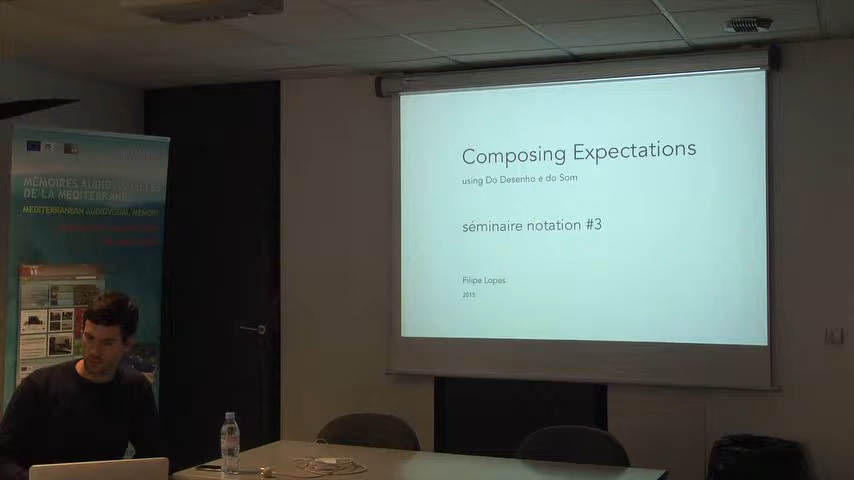 Composing Expectations
using Do Desenho e do Som
séminaire notation #3
Filipe Lopes
2015
MÉMOIRES AUDIOVISUELLES
DE LA MÉDITERRANÉE
MEDITERRANEAN AUDIOVISUAL MEMORY